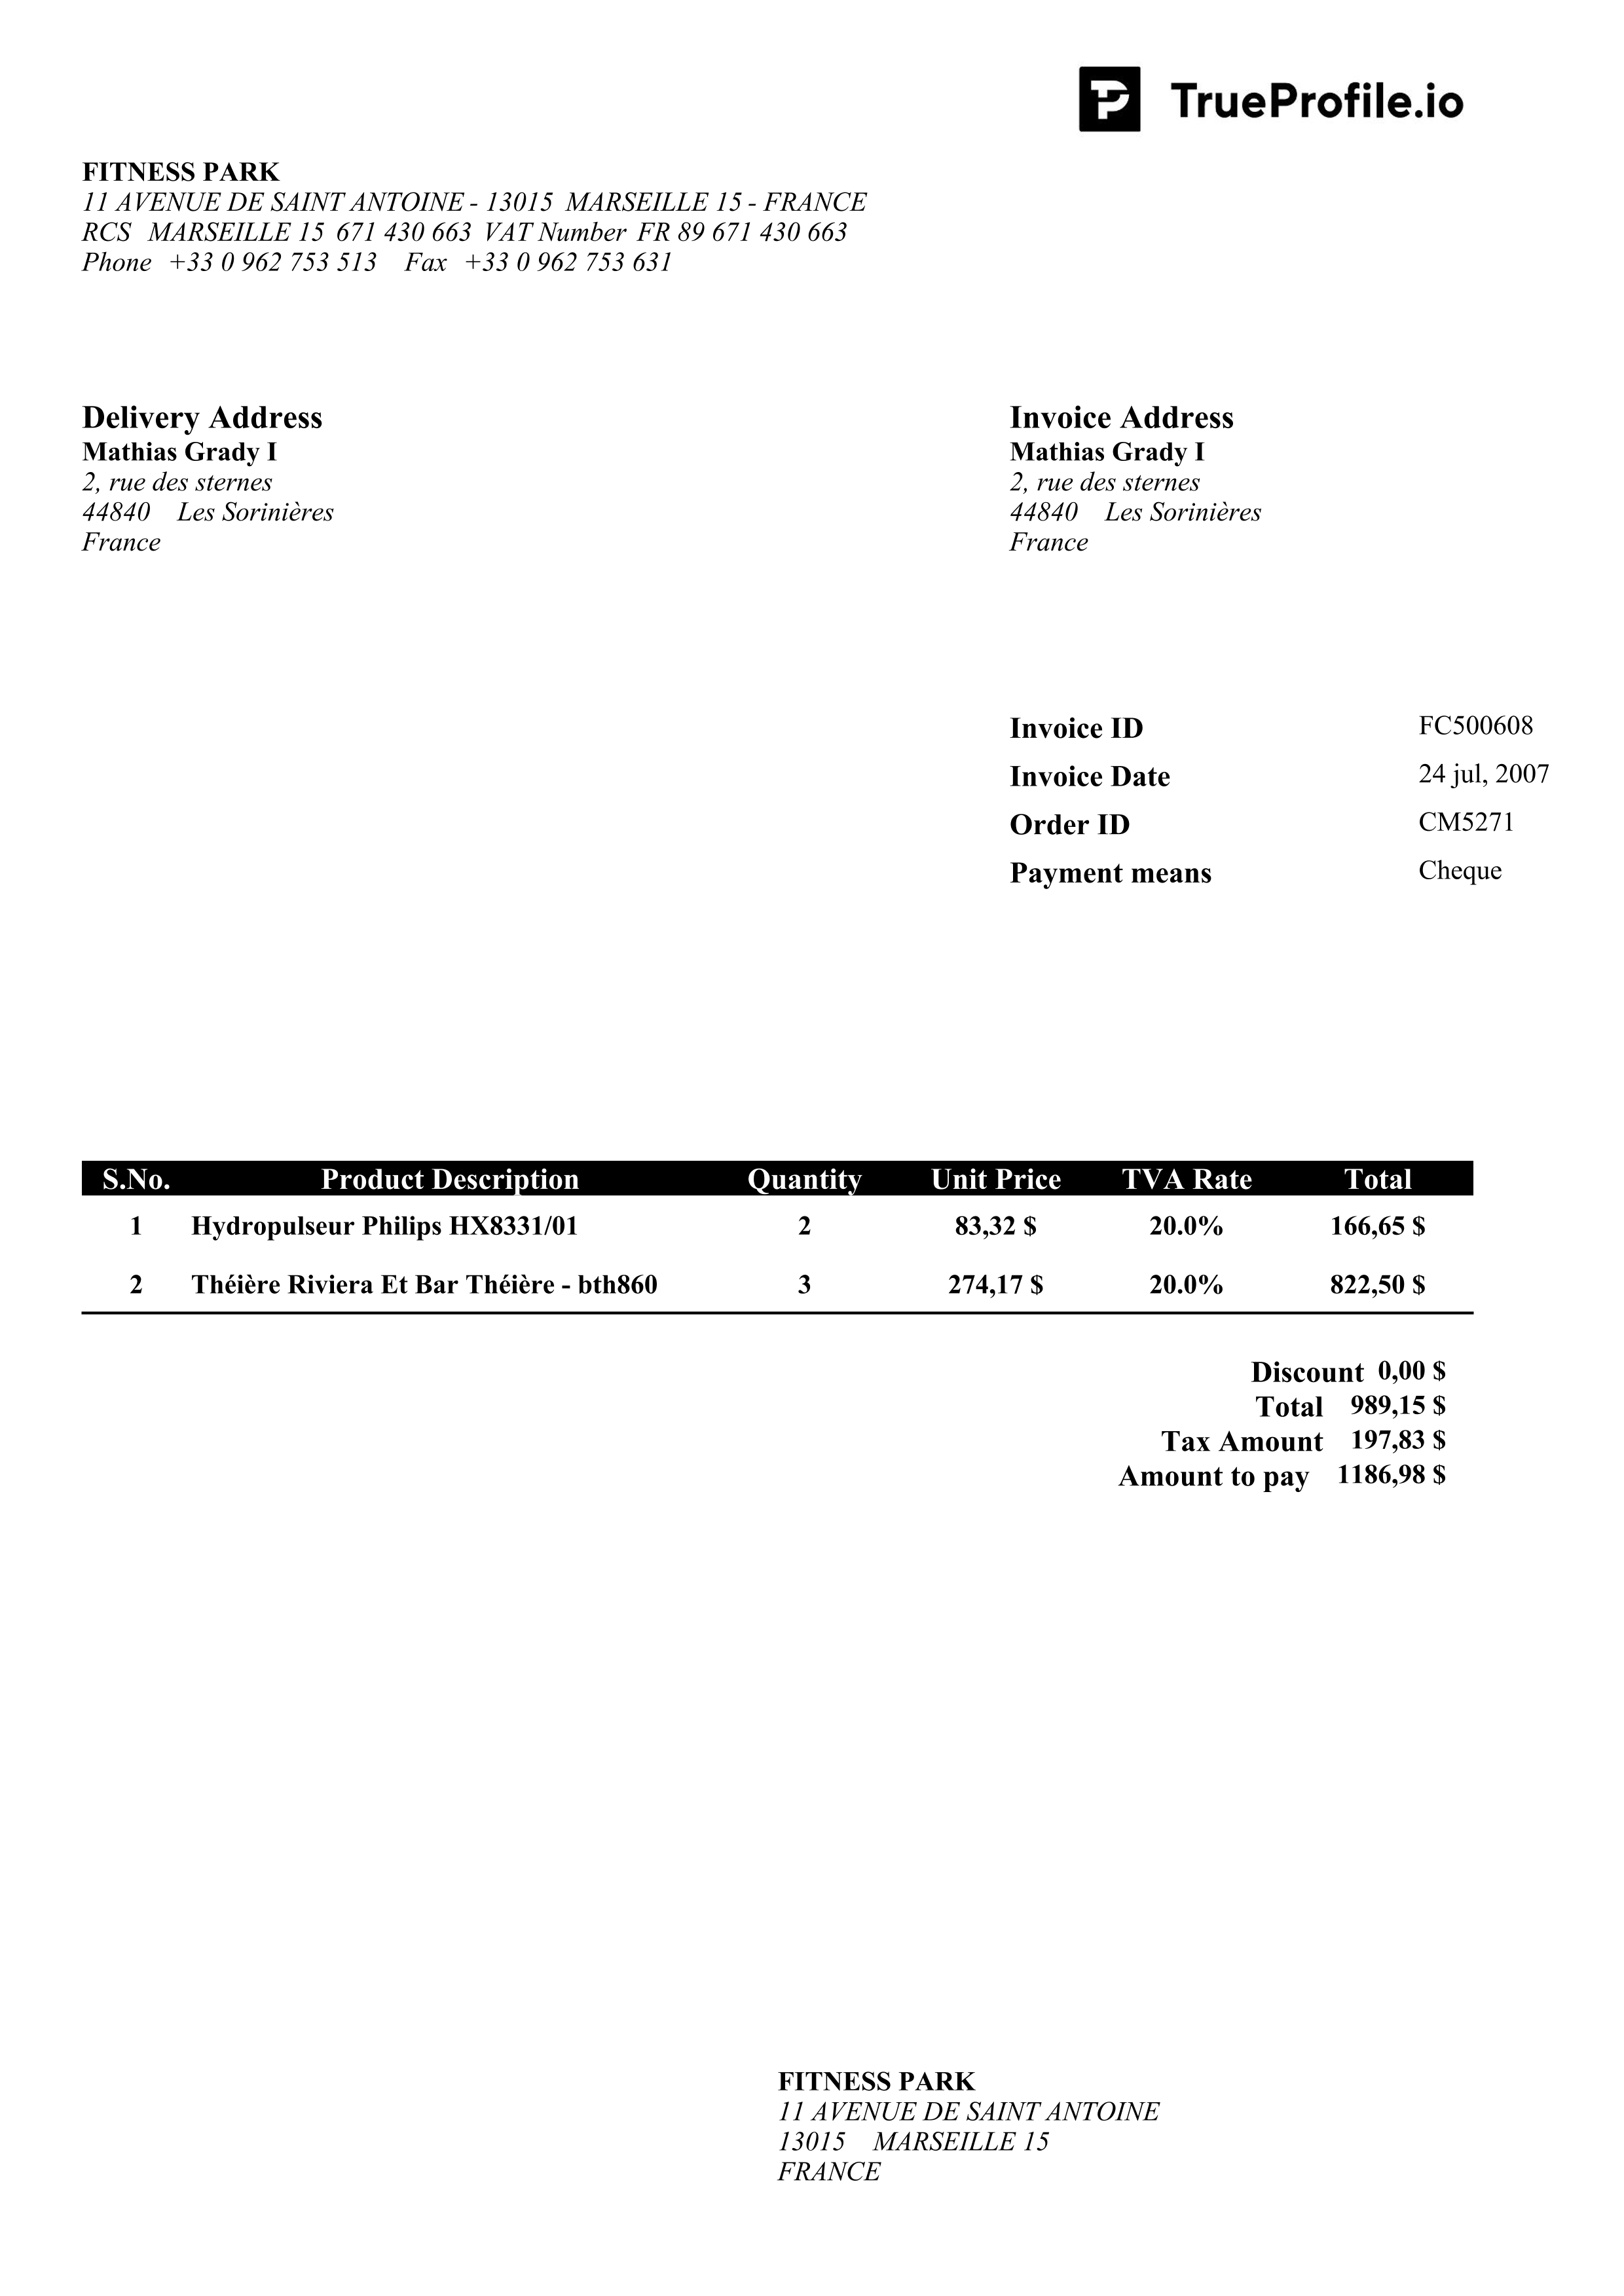 TrueProfile.io
FITNESS PARK
11 AVENUE DE SAINT ANTOINE - 13015 MARSEILLE 15 - FRANCE
RCS MARSEILLE 15 671 430 663 VAT Number FR 89 671 430 663
Phone +33 0 962 753 513 Fax +33 0 962 753 631
Delivery Address
Mathias Grady I
2, rue des sternes
44840 Les Sorinières
France
Invoice Address
Mathias Grady I
2, rue des sternes
44840 Les Sorinières
France
Invoice ID FC500608
Invoice Date 24 jul, 2007
Order ID CM5271
Payment means Cheque
S.No. Product Description Quantity Unit Price TVA Rate Total
1 Hydropulseur Philips HX8331/01 2 83,32 $ 20.0% 166,65 $
2 Théière Riviera Et Bar Théière - bth860 3 274,17 $ 20.0% 822,50 $
Discount 0,00 $
Total 989,15 $
Tax Amount 197,83 $
Amount to pay 1186,98 $
FITNESS PARK
11 AVENUE DE SAINT ANTOINE
13015 MARSEILLE 15
FRANCE